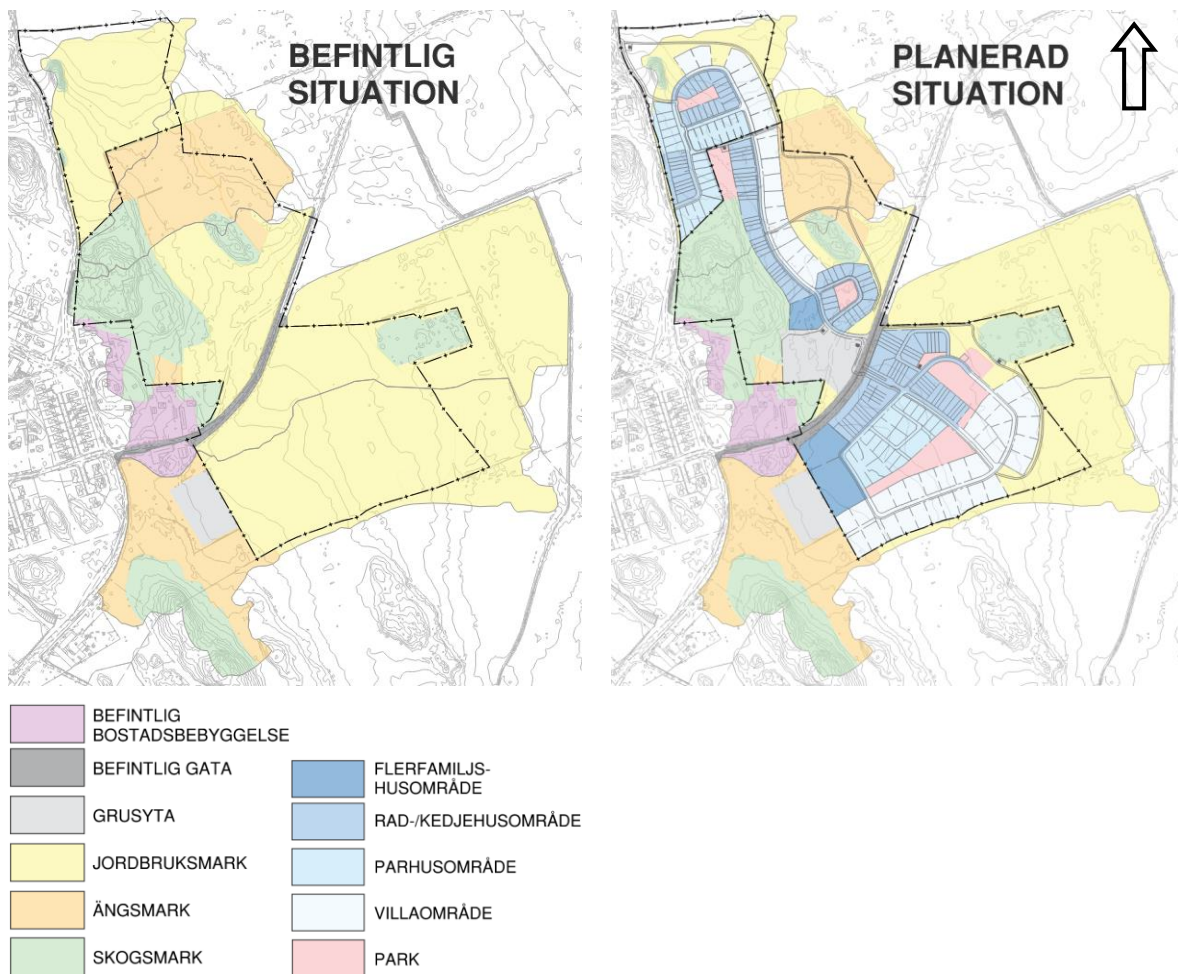 BEFINTLIG
SITUATION
PLANERAD
SITUATION
BEFINTLIG
BOSTADSBEBYGGELSE
BEFINTLIG GATA
GRUSYTA
JORDBRUKSMARK
ÄNGSMARK
SKOGSMARK
FLERFAMILJS-
HUSOMRÅDE
RAD-/KEDJEHUSOMRÅDE
PARHUSOMRÅDE
VILLAOMRÅDE
PARK